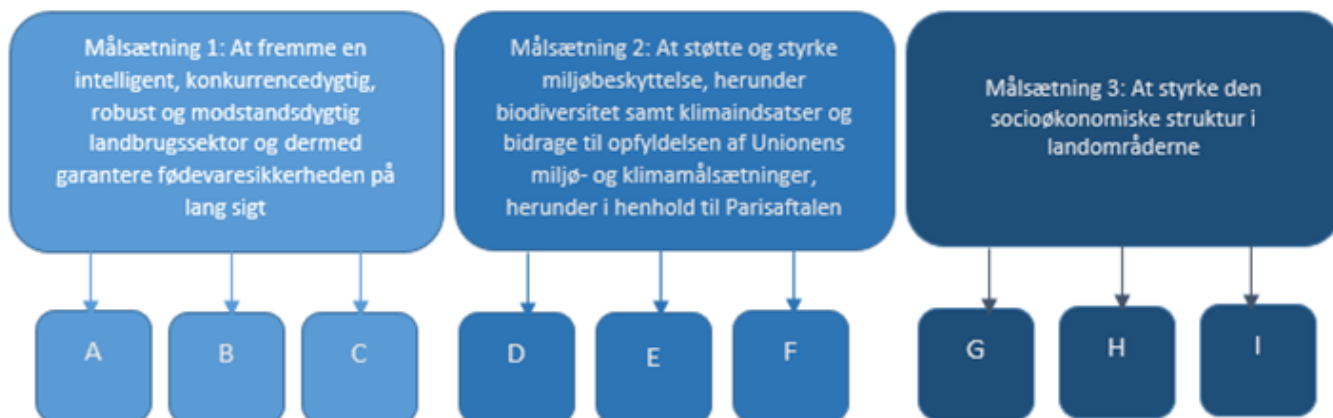 Målsætning 1: At fremme en
intelligent, konkurrencedygtig,
robust og modstandsdygtig
landbrugssektor og dermed
garantere fødevaresikkerheden på
lang sigt
Målsætning 2: At støtte og styrke
miljøbeskyttelse, herunder
biodiversitet samt klimaindsatser og
bidrage til opfyldelsen af Unionens
miljø- og klimamålsætninger,
herunder i henhold til Parisaftalen
Målsætning 3: At styrke den
socioøkonomiske struktur i
landområderne
A
B
C
D
E
F
G
H
I